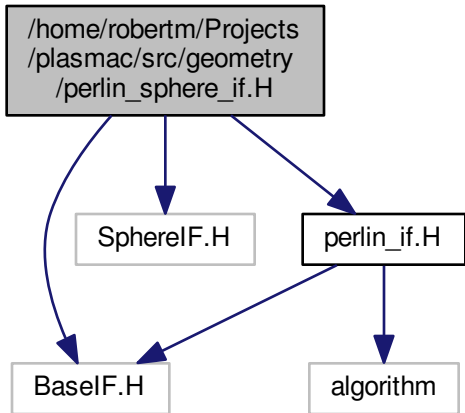 /home/robertm/Projects
/plasmac/src/geometry
/perlin_sphere_if.H
SphereIF.H
perlin_if.H
BaseIF.H
algorithm